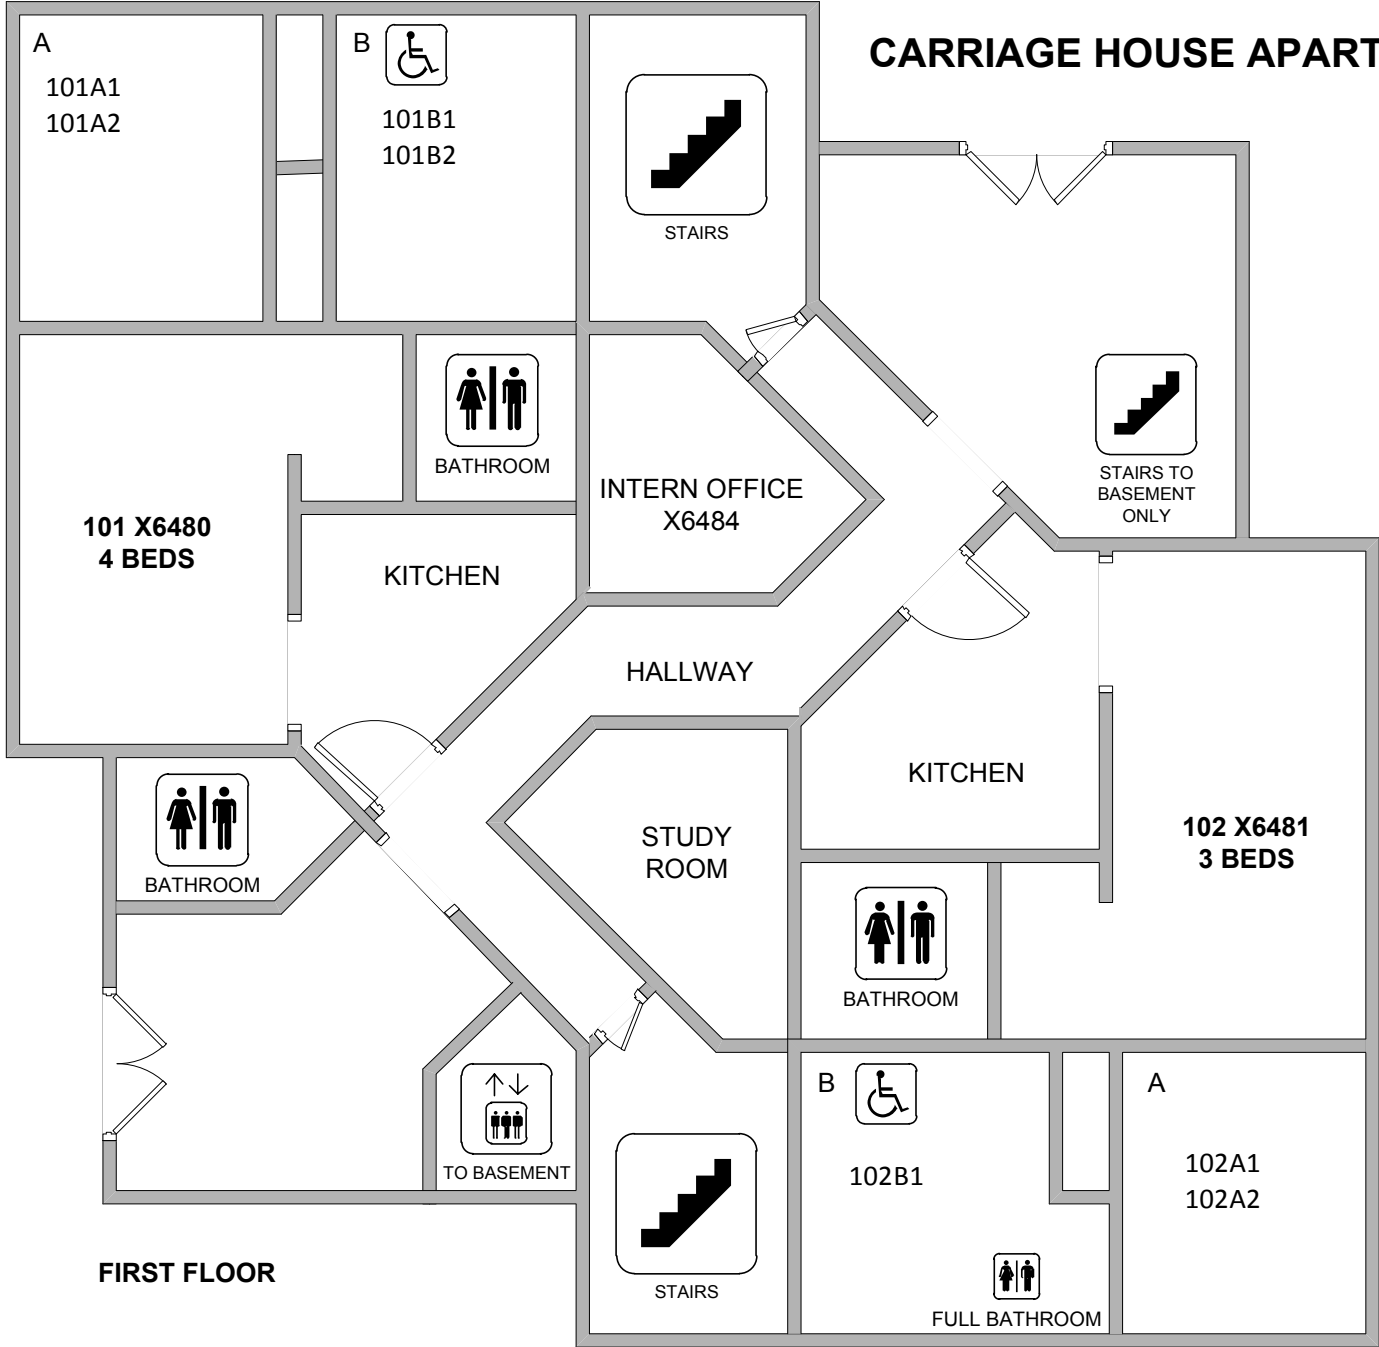 CARRIAGE HOUSE APART
A
101A1
101A2
B
101B1
101B2
STAIRS
STAIRS TO
BASEMENT
ONLY
BATHROOM
INTERN OFFICE
X6484
101 X6480
4 BEDS
KITCHEN
HALLWAY
KITCHEN
STUDY
ROOM
102 X6481
3 BEDS
BATHROOM
BATHROOM
B
A
102B1
102A1
102A2
TO BASEMENT
STAIRS
FULL BATHROOM
FIRST FLOOR